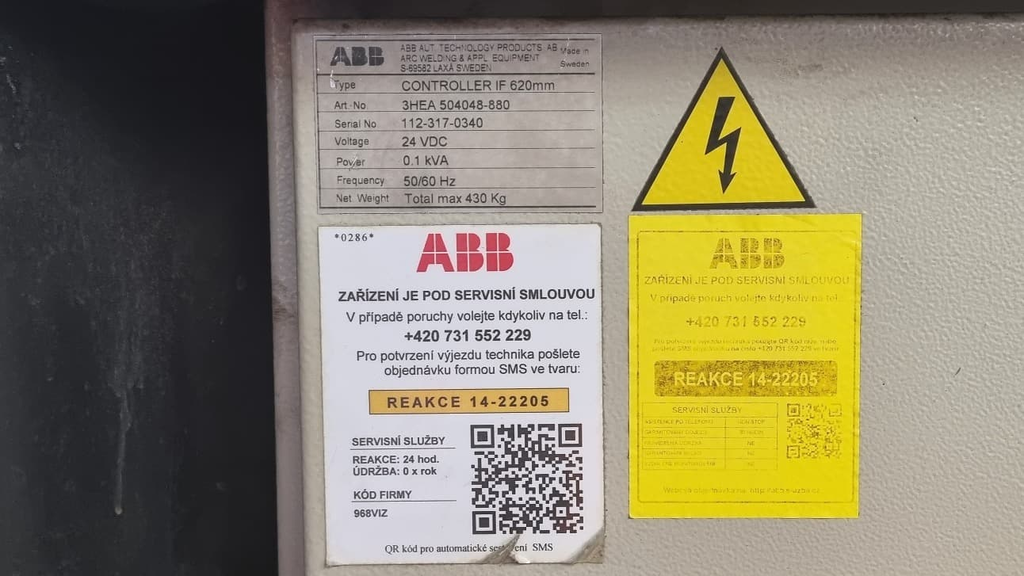 ABB
ABB AUT. TECHNOLOGY PRODUCTS AB
ARC WELDING & APPL. EQUIPMENT
S-69582 LAXÅ SWEDEN
Made in
Sweden
Type CONTROLLER IF 620mm
Art·No. 3HEA 504048-880
Serial No 112-317-0340
Voltage 24 VDC
Power 0.1 kVA
Frequency 50/60 Hz
Net. Weight Total max 430 Kg
*0286*
ABB
ZAŘÍZENÍ JE POD SERVISNÍ SMLOUVOU
V případě poruchy volejte kdykoliv na tel.:
+420 731 552 229
Pro potvrzení výjezdu technika pošlete
objednávku formou SMS ve tvaru:
REAKCE 14-22205
SERVISNÍ SLUŽBY
REAKCE: 24 hod.
ÚDRŽBA: 0 x rok
KÓD FIRMY
968VIZ
QR kód pro automatické SMS
ABB
ZAŘÍZENÍ JE POD SERVISNÍ SMLOUVOU
V případě poruch volejte kdykoliv na tel.
+420 731 552 229
REAKCE 14-22205
SERVISNÍ SLUŽBY
NE
NE
NE